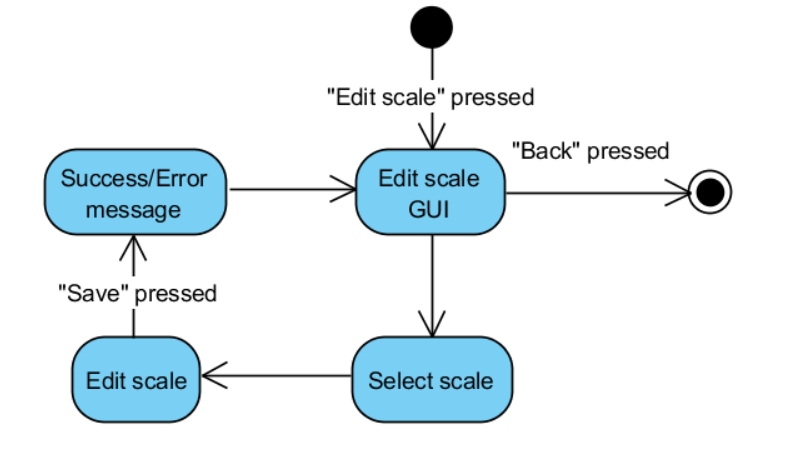 "Edit scale" pressed
"Back" pressed
Success/Error
message
Edit scale
GUI
"Save" pressed
Edit scale
Select scale